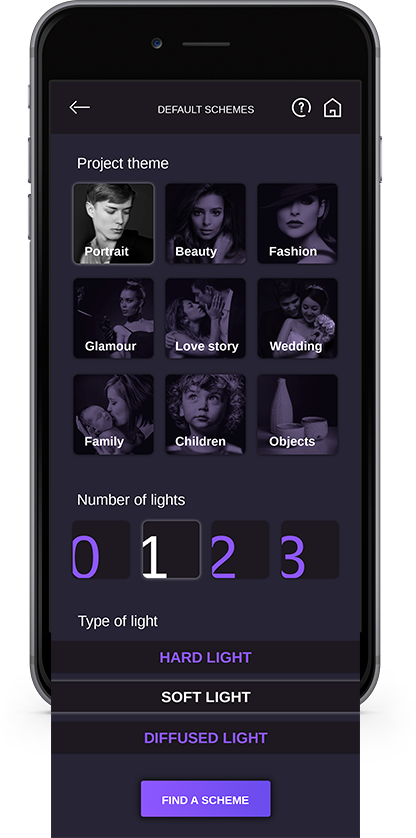 DEFAULT SCHEMES
?
Project theme
Portrait Beauty Fashion
Glamour Love story Wedding
Family Children Objects
Number of lights
0 1 2 3
Type of light
HARD LIGHT
SOFT LIGHT
DIFFUSED LIGHT
FIND A SCHEME